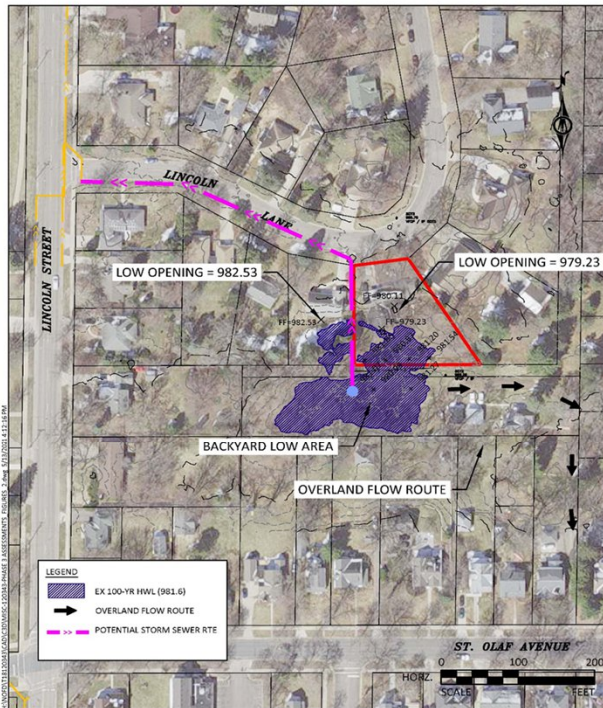 LINCOLN
LANE
LINCOLN STREET
LOW OPENING = 982.53
LOW OPENING = 979.23
FF=980.11
FF=982.53
FF=979.23
981.54
BACKYARD LOW AREA
OVERLAND FLOW ROUTE
LEGEND
EX 100-YR HWL (981.6)
OVERLAND FLOW ROUTE
POTENTIAL STORM SEWER RTE
ST. OLAF AVENUE
0 100 200
HORZ.
SCALE FEET